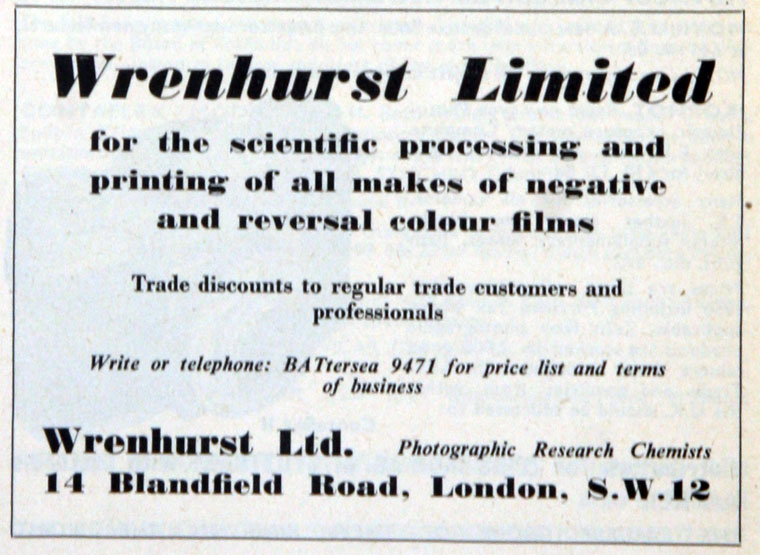 Wrenhurst Limited
for the scientific processing and
printing of all makes of negative
and reversal colour films
Trade discounts to regular trade customers and
professionals
Write or telephone: BATtersea 9471 for price list and terms
of business
Wrenhurst Ltd. Photographic Research Chemists
14 Blandfield Road, London, S.W.12